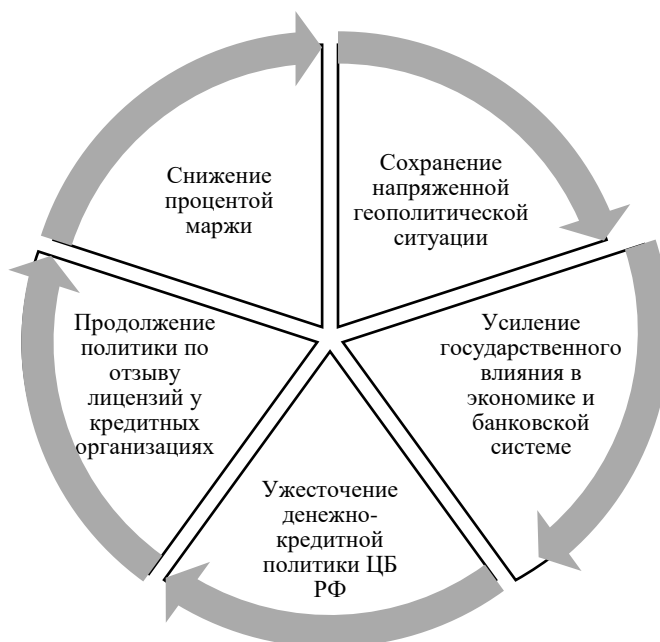 Снижение
процентой
маржи
Сохранение
напряженной
геополитической
ситуации
Усиление
государственного
влияния в
экономике и
банковской
системе
Ужесточение
денежно-
кредитной
политики ЦБ
РФ
Продолжение
политики по
отзыву
лицензий у
кредитных
организациях